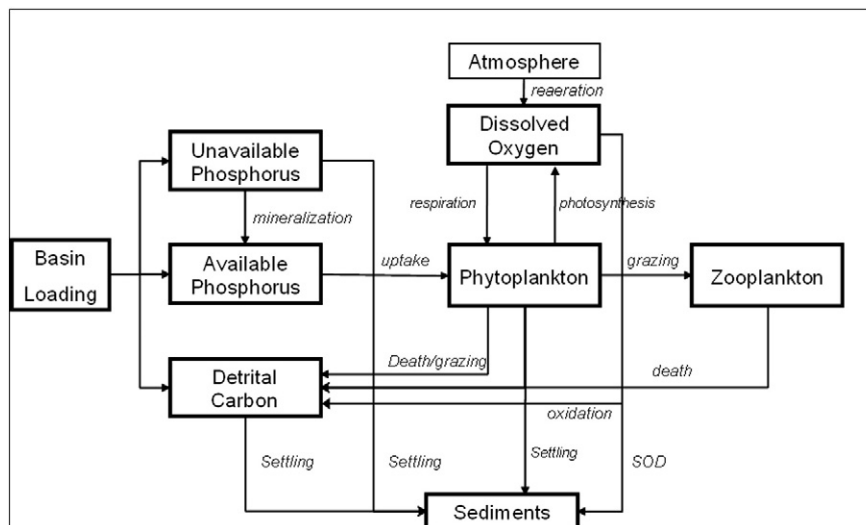 Atmosphere
reaeration
Dissolved
Oxygen
Unavailable
Phosphorus
respiration
photosynthesis
mineralization
Basin
Loading
Available
Phosphorus
uptake
Phytoplankton
grazing
Zooplankton
Death/grazing
death
Detrital
Carbon
oxidation
Settling
Settling
Settling
SOD
Sediments